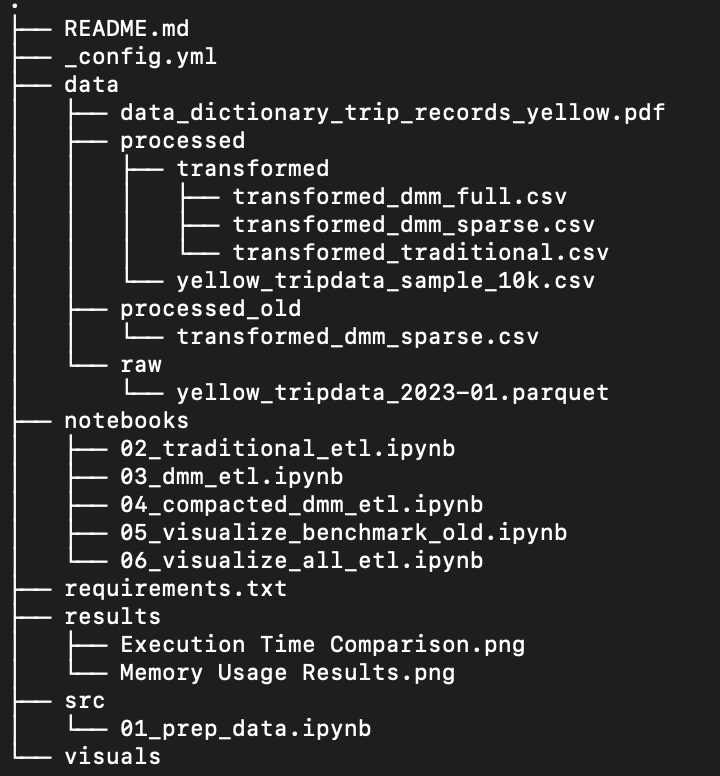 .
├── README.md
├── _config.yml
├── data
│   ├── data_dictionary_trip_records_yellow.pdf
│   ├── processed
│   │   ├── transformed
│   │   │   ├── transformed_dmm_full.csv
│   │   │   ├── transformed_dmm_sparse.csv
│   │   │   └── transformed_traditional.csv
│   │   └── yellow_tripdata_sample_10k.csv
│   ├── processed_old
│   │   └── transformed_dmm_sparse.csv
│   └── raw
│       └── yellow_tripdata_2023-01.parquet
├── notebooks
│   ├── 02_traditional_etl.ipynb
│   ├── 03_dmm_etl.ipynb
│   ├── 04_compacted_dmm_etl.ipynb
│   ├── 05_visualize_benchmark_old.ipynb
│   └── 06_visualize_all_etl.ipynb
├── requirements.txt
├── results
│   ├── Execution Time Comparison.png
│   └── Memory Usage Results.png
├── src
│   └── 01_prep_data.ipynb
└── visuals